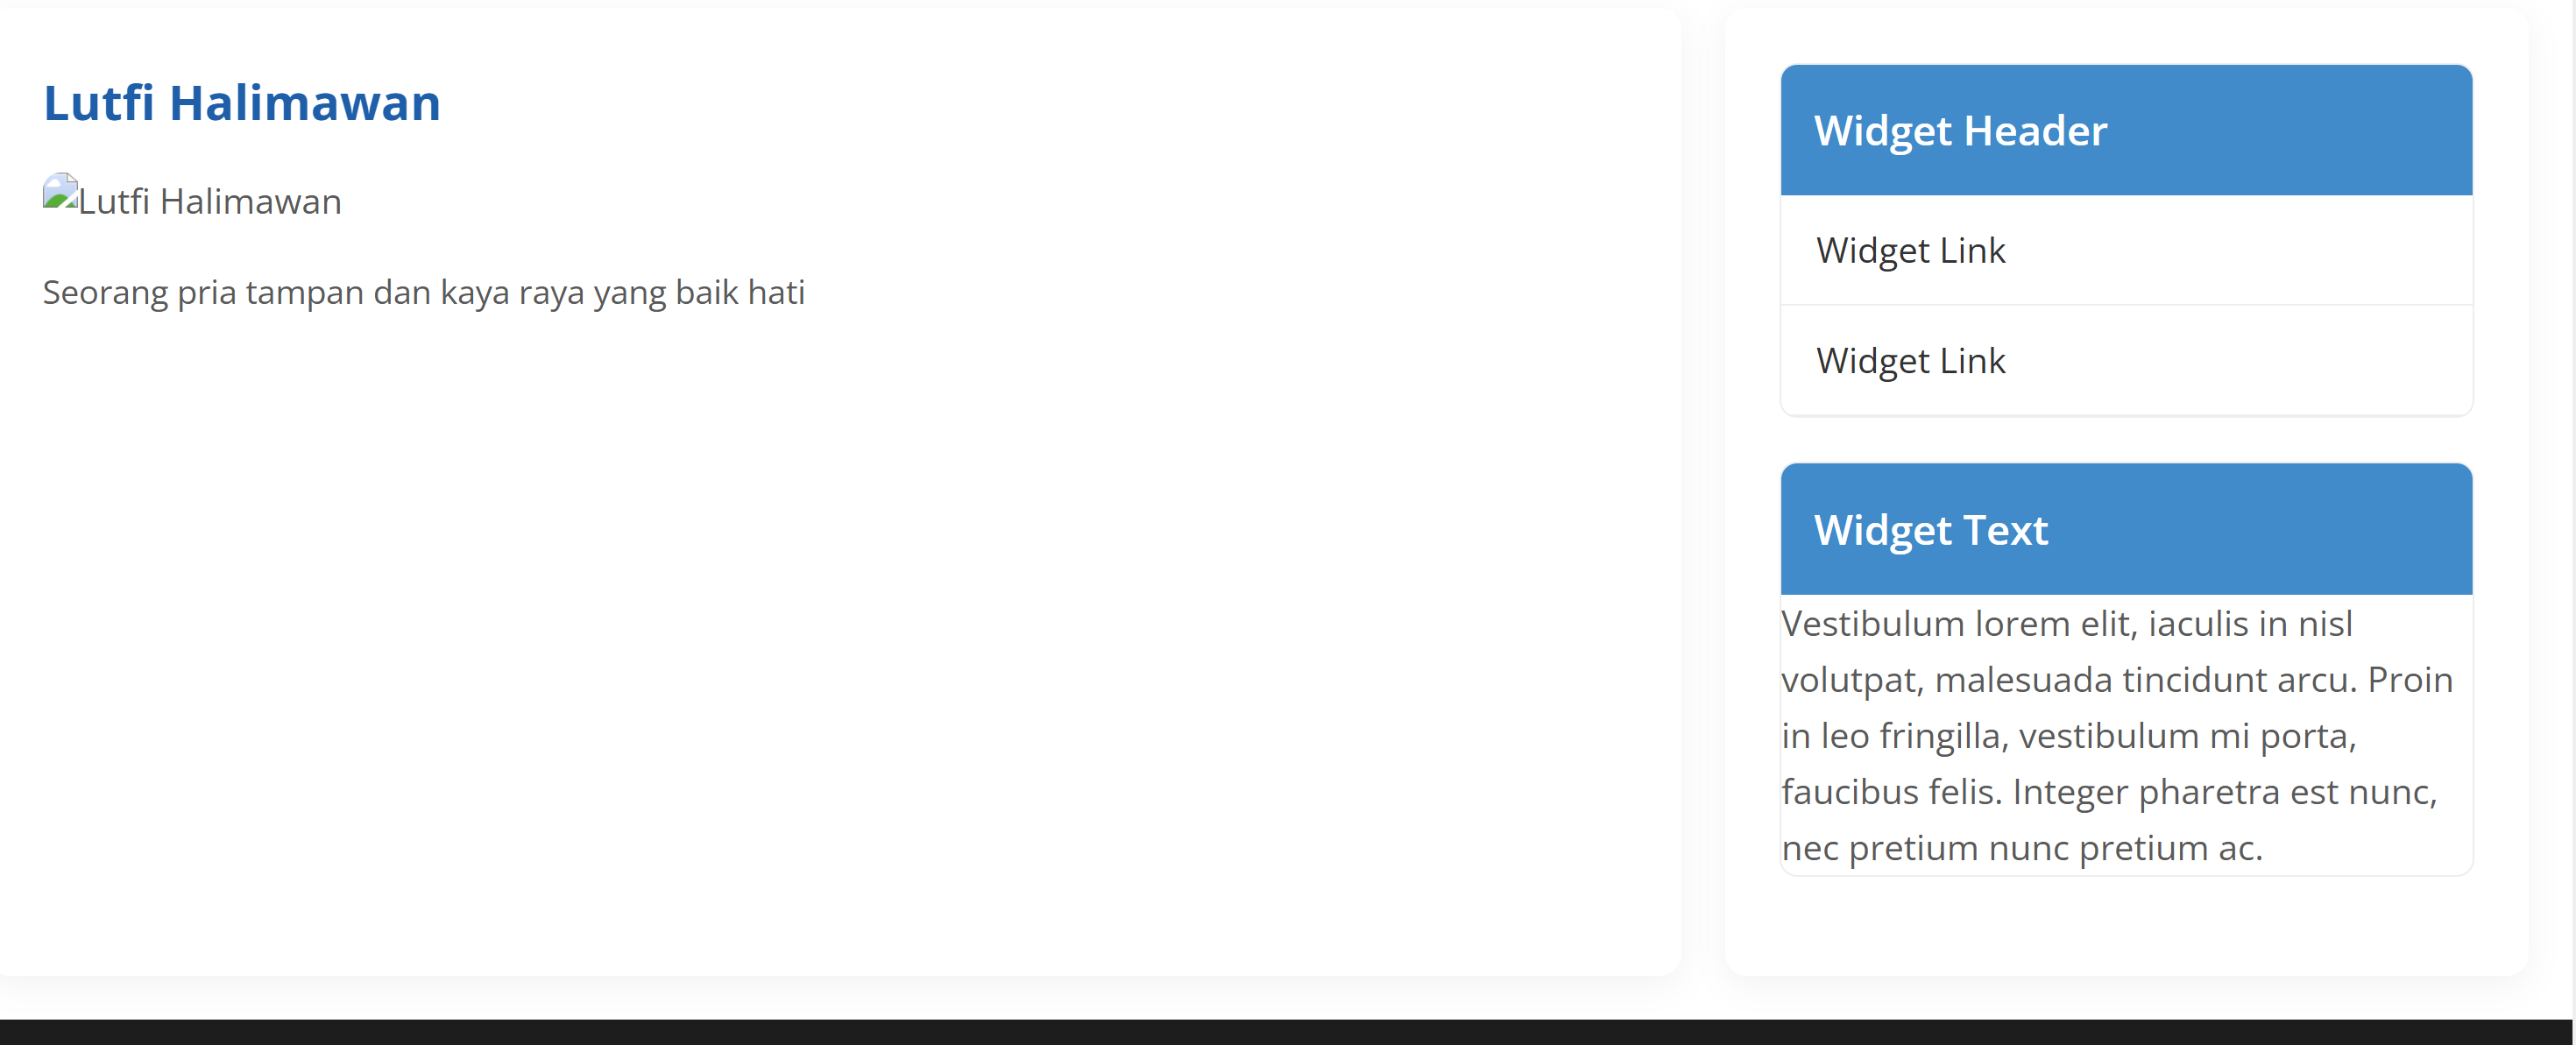 Lutfi Halimawan
Lutfi Halimawan
Seorang pria tampan dan kaya raya yang baik hati
Widget Header
Widget Link
Widget Link
Widget Text
Vestibulum lorem elit, iaculis in nisl
volutpat, malesuada tincidunt arcu. Proin
in leo fringilla, vestibulum mi porta,
faucibus felis. Integer pharetra est nunc,
nec pretium nunc pretium ac.